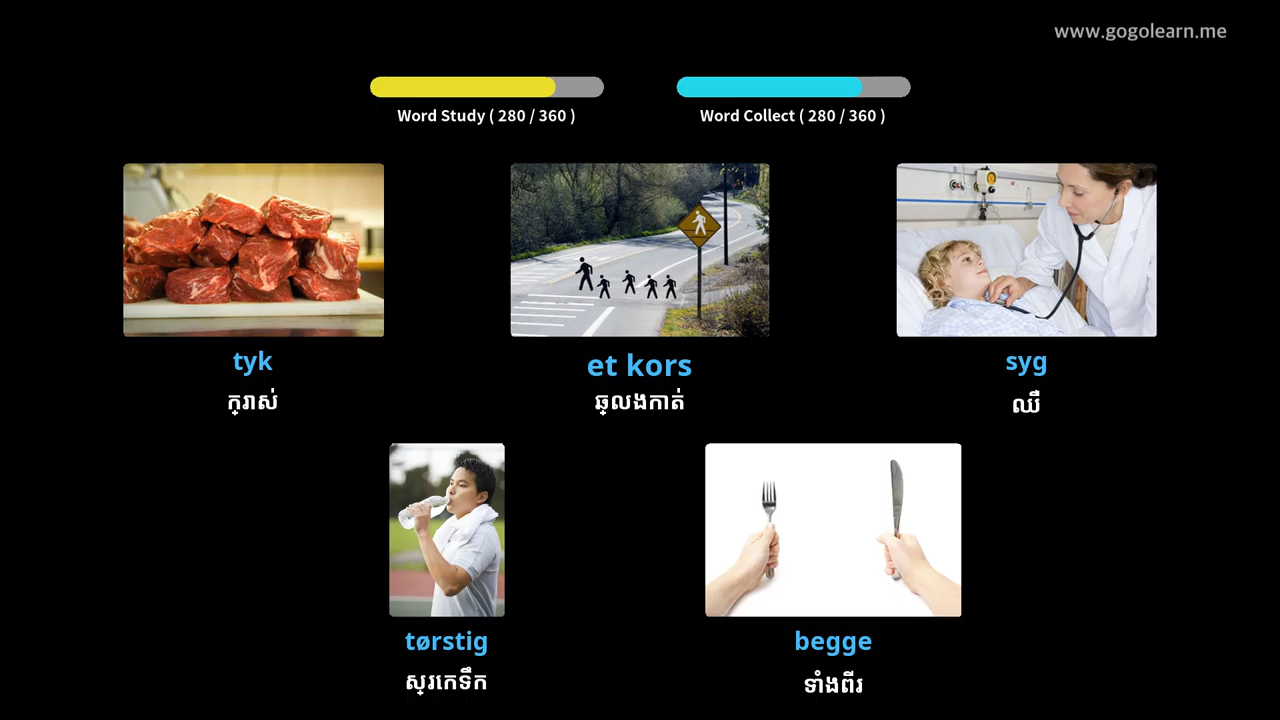 www.gogolearn.me
Word Study ( 280 / 360 )
Word Collect ( 280 / 360 )
tyk
ក្រាស់
et kors
ឆ្លងកាត់
syg
ឈឺ
tørstig
ស្រេកទឹក
begge
ទាំងពីរ